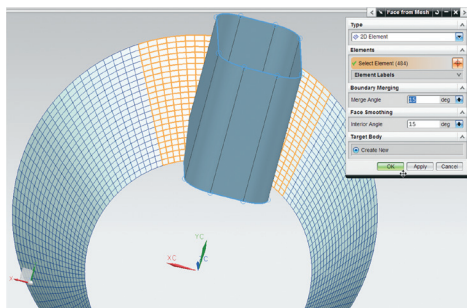 Face from Mesh
Type
2D Element
Elements
Select Element (484)
Element Labels
Boundary Merging
Merge Angle 15 deg
Face Smoothing
Interior Angle 15 deg
Target Body
Create New
OK Apply Cancel
YC
XC